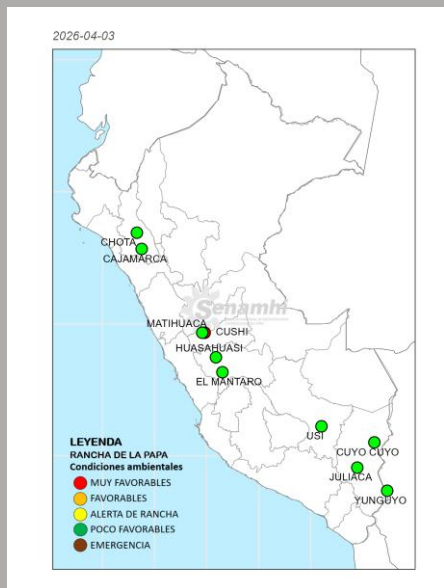 2026-04-03
CHOTA
CAJAMARCA
Senamhi
MATIHUACA
CUSHI
HUASAHUASI
EL MANTARO
USI
CUYO CUYO
JULIACA
YUNGUYO
LEYENDA
RANCHA DE LA PAPA
Condiciones ambientales
MUY FAVORABLES
FAVORABLES
ALERTA DE RANCHA
POCO FAVORABLES
EMERGENCIA